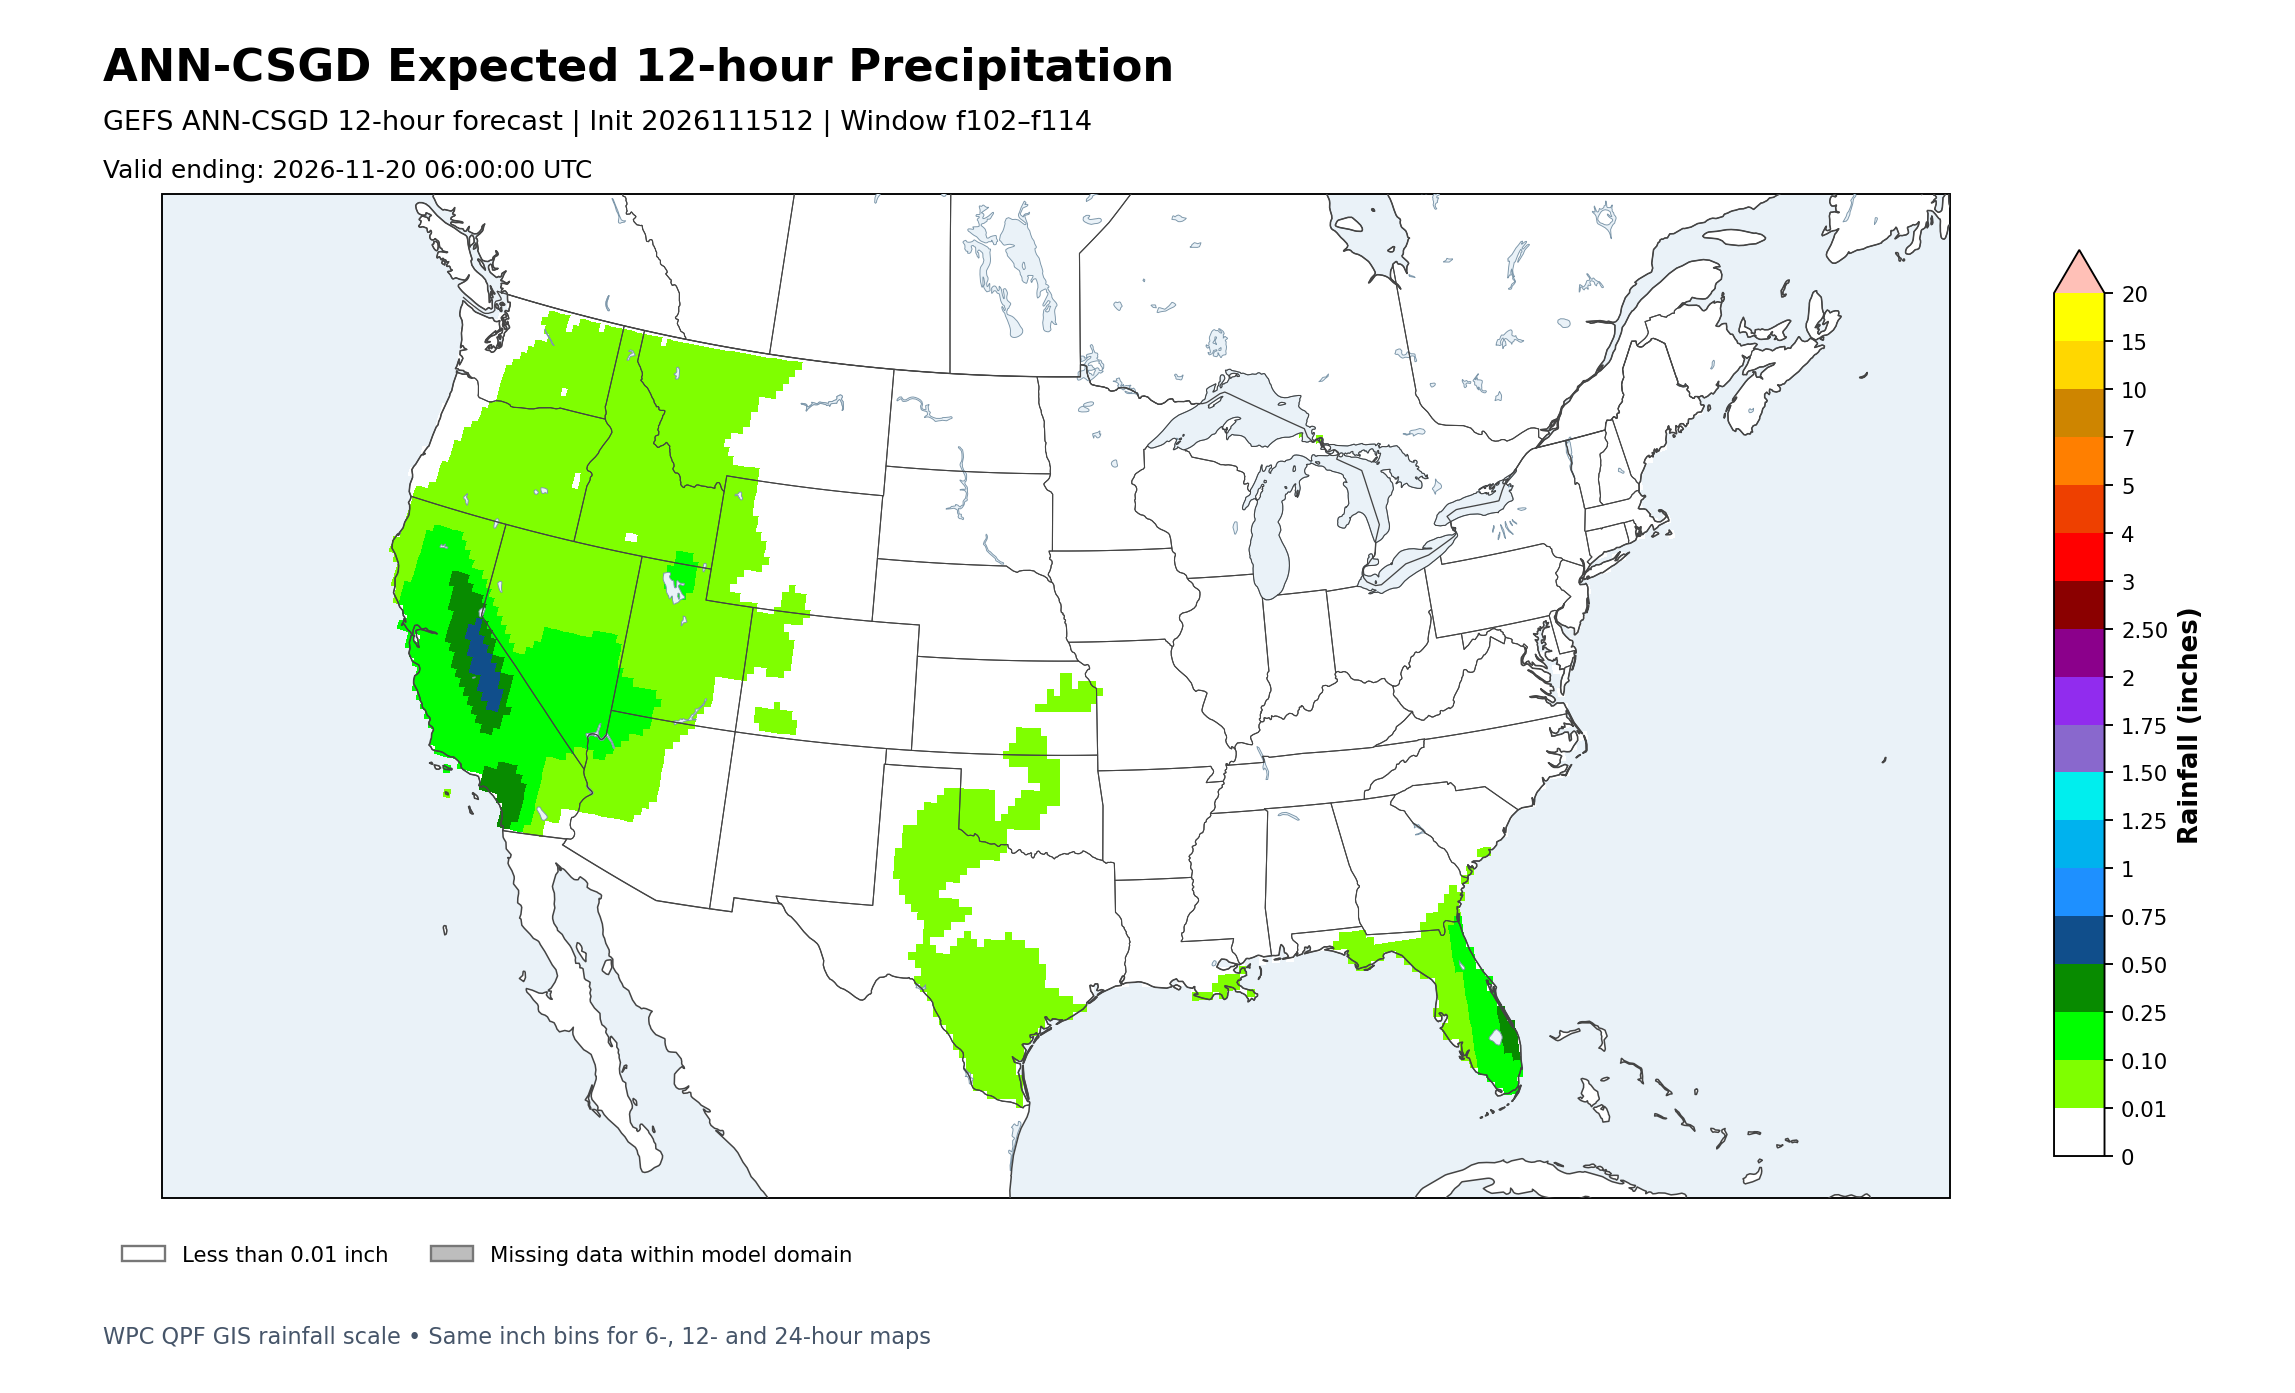 ANN-CSGD Expected 12-hour Precipitation
GEFS ANN-CSGD 12-hour forecast | Init 2026111512 | Window f102–f114
Valid ending: 2026-11-20 06:00:00 UTC
20
15
10
7
5
4
3
2.50
2
1.75
1.50
1.25
1
0.75
0.50
0.25
0.10
0.01
0
Rainfall (inches)
Less than 0.01 inch
Missing data within model domain
WPC QPF GIS rainfall scale • Same inch bins for 6-, 12- and 24-hour maps